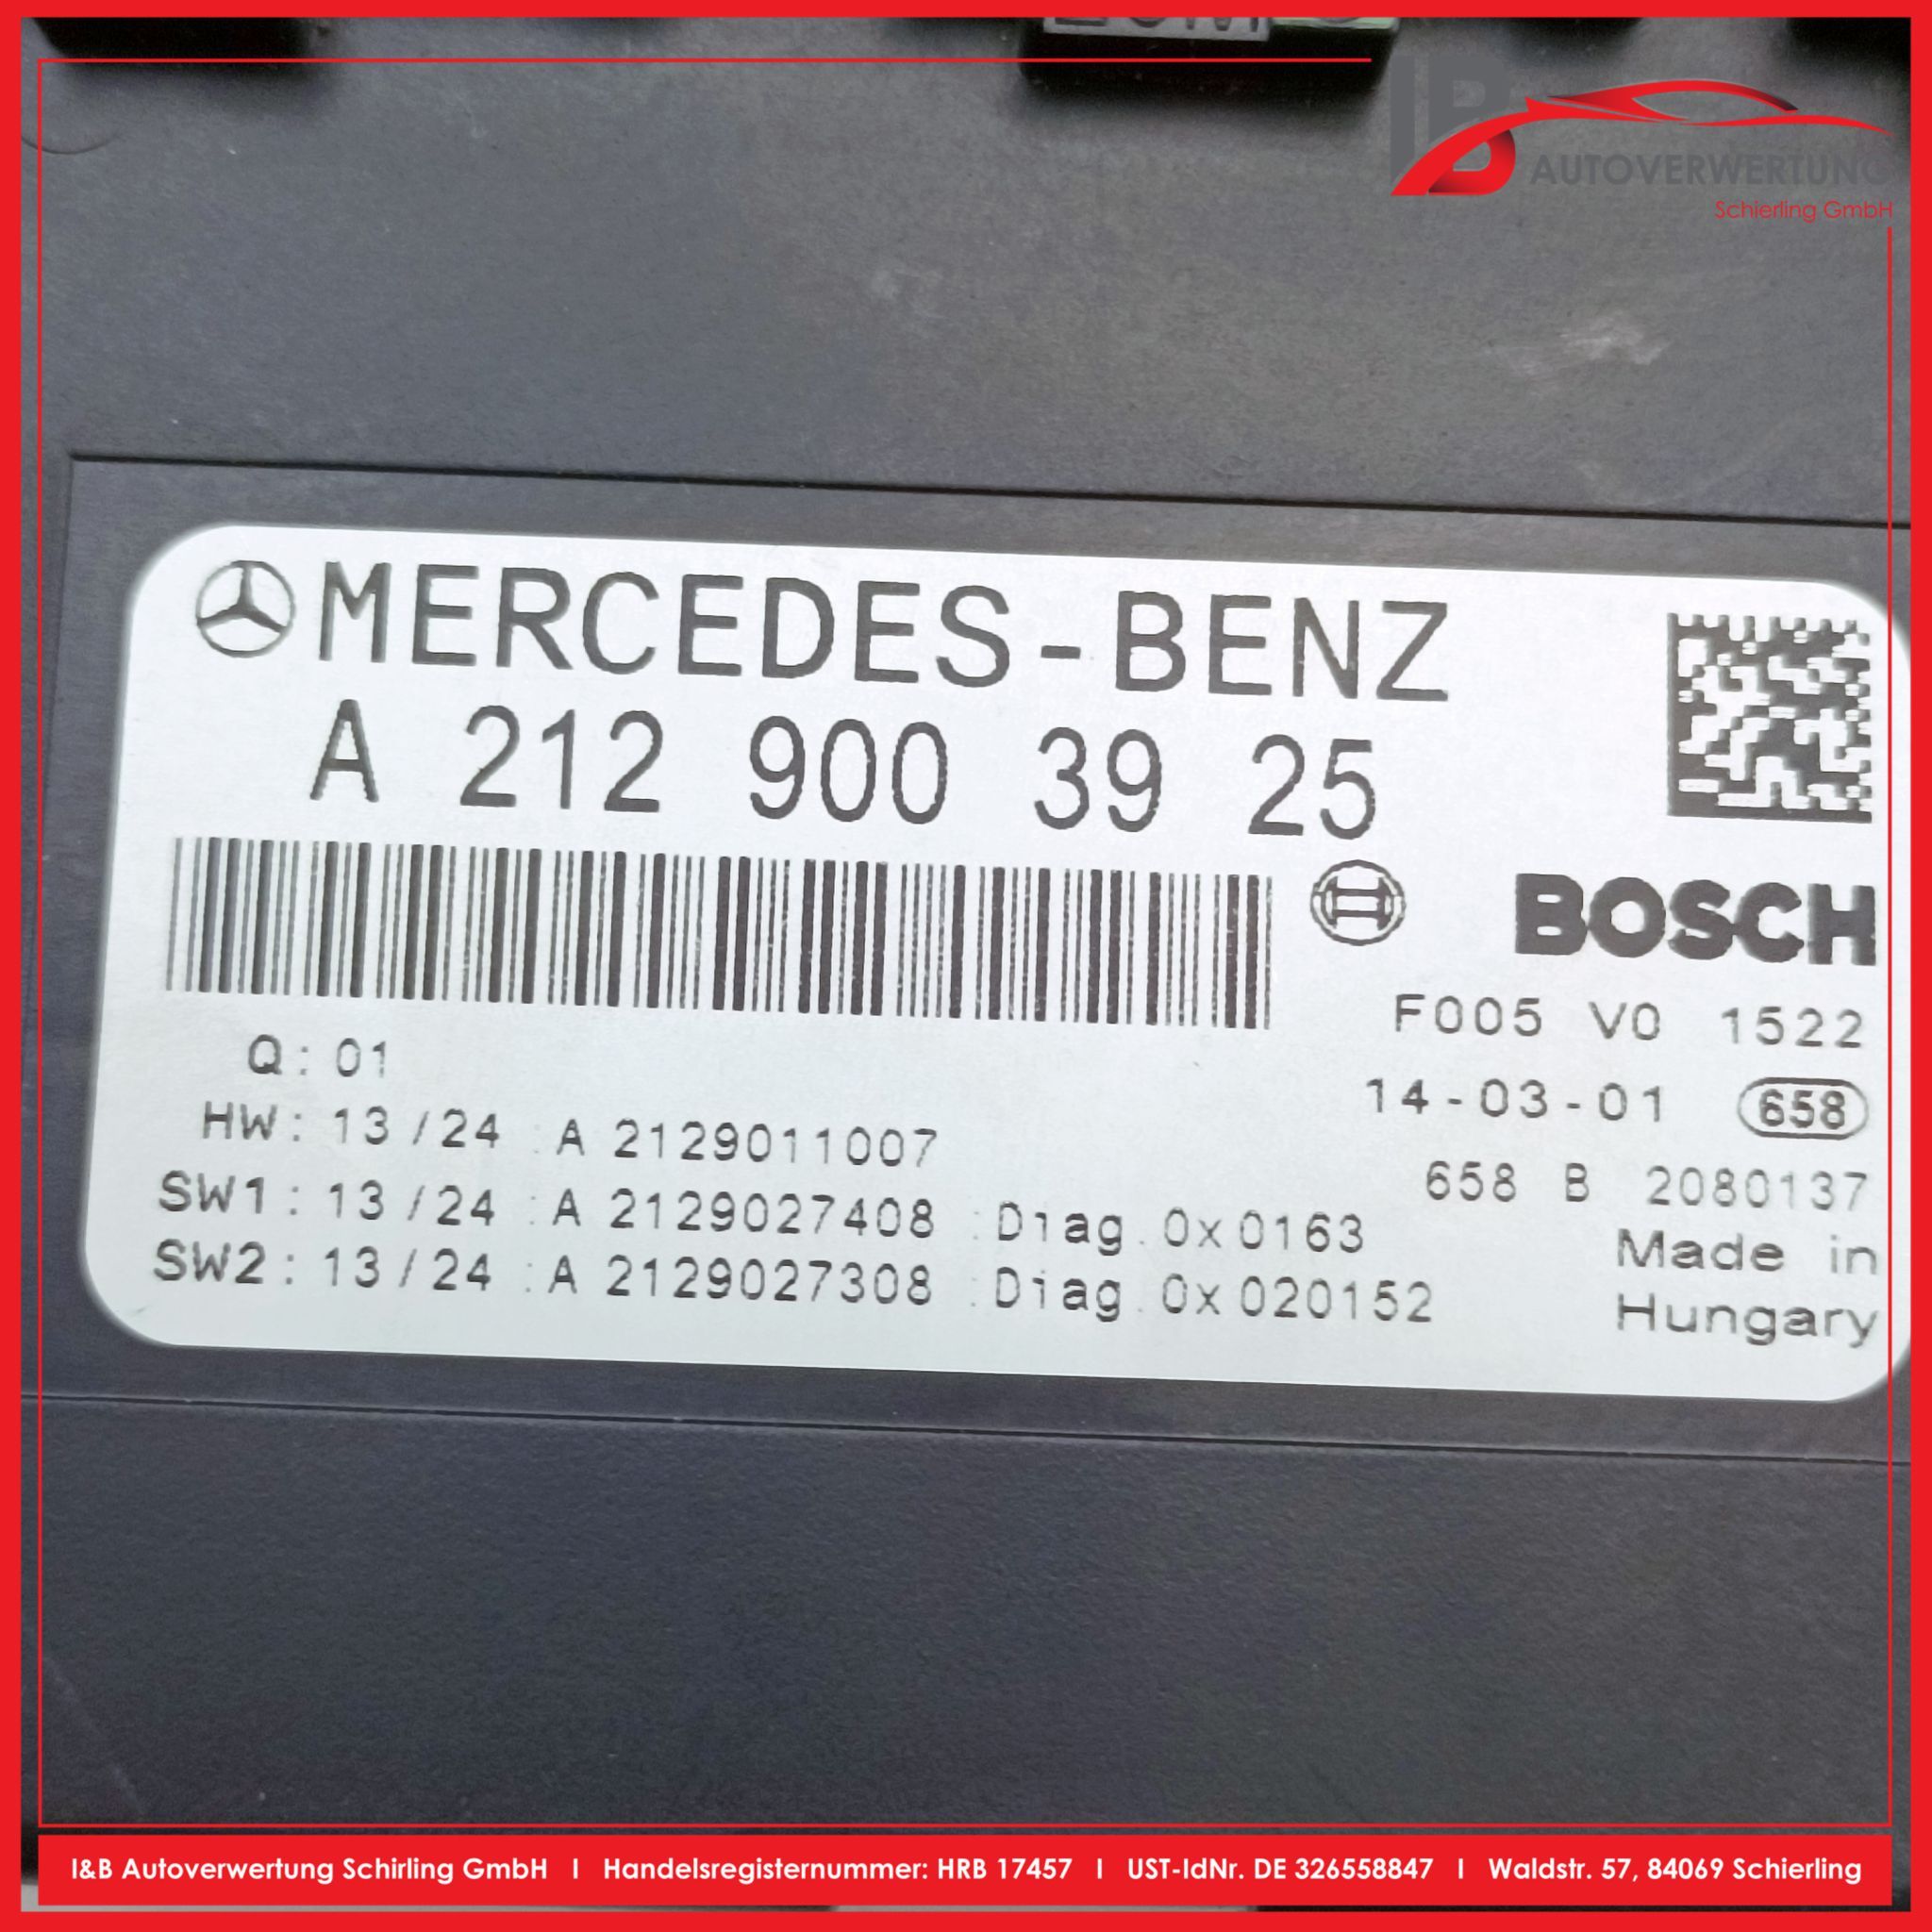 IB
AUTOVERWERTUNG
Schierling GmbH
MERCEDES-BENZ
A 212 900 39 25
BOSCH
F005 V0 1522
Q: 01
14-03-01 658
HW: 13/24 :A 2129011007
658 B 2080137
SW1: 13/24 :A 2129027408 :Diag.0x0163
Made in
SW2: 13/24 :A 2129027308 :Diag.0x020152
Hungary
I&B Autoverwertung Schirling GmbH I Handelsregisternummer: HRB 17457 I UST-IdNr. DE 326558847 I Waldstr. 57, 84069 Schierling